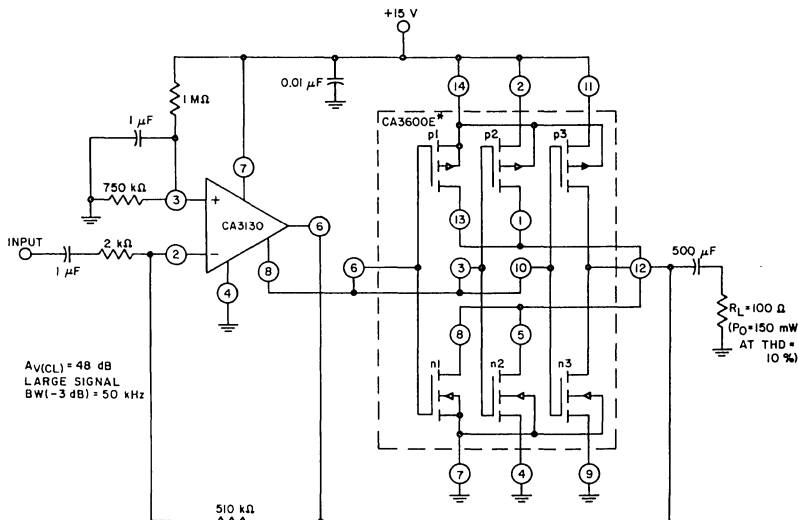 +15 V
0.01 µF
1 MΩ
1 µF
750 kΩ
3
+
7
CA3130
6
INPUT
1 µF
2 kΩ
2
-
8
4
14
2
11
CA3600E*
p1
p2
p3
13
1
6
3
10
12
500 µF
8
5
RL=100 Ω
(PO=150 mW
AT THD=
10 %)
n1
n2
n3
7
4
9
AV(CL) = 48 dB
LARGE SIGNAL
BW(-3 dB) = 50 kHz
510 kΩ